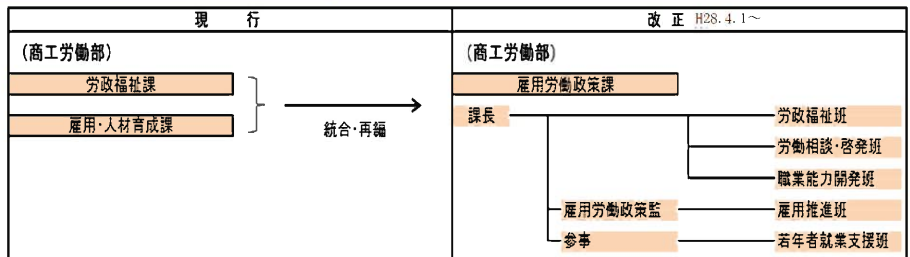 現　行
改正 H28.4.1～
(商工労働部)
(商工労働部)
労政福祉課
雇用・人材育成課
統合・再編
雇用労働政策課
課長
労政福祉班
労働相談・啓発班
職業能力開発班
雇用労働政策監
雇用推進班
参事
若年者就業支援班